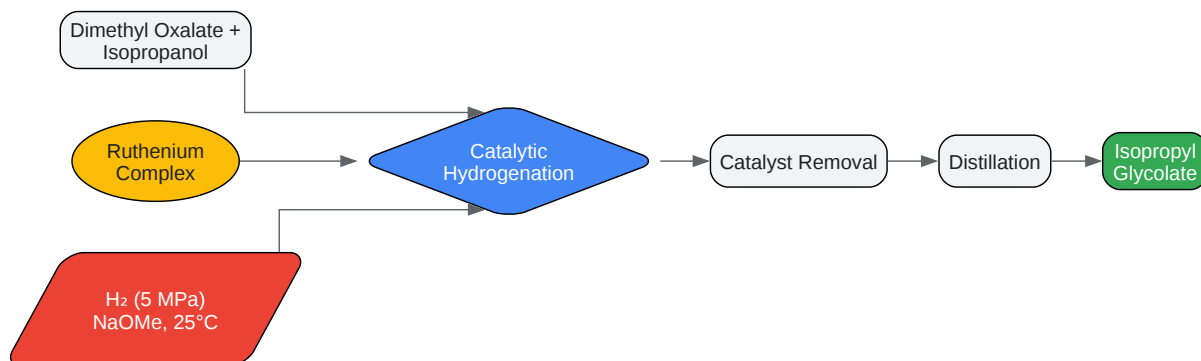 Dimethyl Oxalate +
Isopropanol
Ruthenium
Complex
Catalytic
Hydrogenation
Catalyst Removal
Distillation
Isopropyl
Glycolate
H₂ (5 MPa)
NaOMe, 25°C